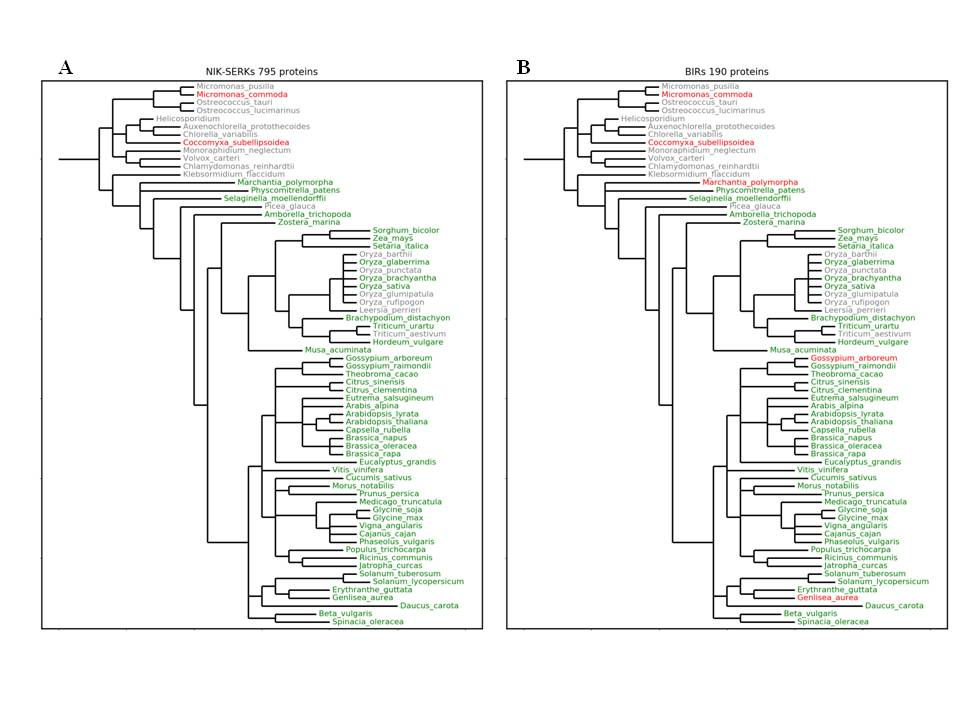 A
NIK-SERKs 795 proteins
Micromonas_pusilla
Micromonas_commoda
Ostreococcus_tauri
Ostreococcus_lucimarinus
Helicosporidium
Auxenochlorella_protothecoides
Chlorella_variabilis
Coccomyxa_subellipsoidea
Monoraphidium_neglectum
Volvox_carteri
Chlamydomonas_reinhardtii
Klebsormidium_flaccidum
Marchantia_polymorpha
Physcomitrella_patens
Selaginella_moellendorffii
Picea_glauca
Amborella_trichopoda
Zostera_marina
Sorghum_bicolor
Zea_mays
Setaria_italica
Oryza_barthii
Oryza_glaberrima
Oryza_punctata
Oryza_brachyantha
Oryza_sativa
Oryza_glumipatula
Oryza_rufipogon
Leersia_perrieri
Brachypodium_distachyon
Triticum_urartu
Triticum_aestivum
Hordeum_vulgare
Musa_acuminata
Gossypium_arboreum
Gossypium_raimondii
Theobroma_cacao
Citrus_sinensis
Citrus_clementina
Eutrema_salsugineum
Arabis_alpina
Arabidopsis_lyrata
Arabidopsis_thaliana
Capsella_rubella
Brassica_napus
Brassica_oleracea
Brassica_rapa
Eucalyptus_grandis
Vitis_vinifera
Cucumis_sativus
Morus_notabilis
Prunus_persica
Medicago_truncatula
Glycine_soja
Glycine_max
Vigna_angularis
Cajanus_cajan
Phaseolus_vulgaris
Populus_trichocarpa
Ricinus_communis
Jatropha_curcas
Solanum_tuberosum
Solanum_lycopersicum
Erythranthe_guttata
Genlisea_aurea
Daucus_carota
Beta_vulgaris
Spinacia_oleracea
B
BIRs 190 proteins
Micromonas_pusilla
Micromonas_commoda
Ostreococcus_tauri
Ostreococcus_lucimarinus
Helicosporidium
Auxenochlorella_protothecoides
Chlorella_variabilis
Coccomyxa_subellipsoidea
Monoraphidium_neglectum
Volvox_carteri
Chlamydomonas_reinhardtii
Klebsormidium_flaccidum
Marchantia_polymorpha
Physcomitrella_patens
Selaginella_moellendorffii
Picea_glauca
Amborella_trichopoda
Zostera_marina
Sorghum_bicolor
Zea_mays
Setaria_italica
Oryza_barthii
Oryza_glaberrima
Oryza_punctata
Oryza_brachyantha
Oryza_sativa
Oryza_glumipatula
Oryza_rufipogon
Leersia_perrieri
Brachypodium_distachyon
Triticum_urartu
Triticum_aestivum
Hordeum_vulgare
Musa_acuminata
Gossypium_arboreum
Gossypium_raimondii
Theobroma_cacao
Citrus_sinensis
Citrus_clementina
Eutrema_salsugineum
Arabis_alpina
Arabidopsis_lyrata
Arabidopsis_thaliana
Capsella_rubella
Brassica_napus
Brassica_oleracea
Brassica_rapa
Eucalyptus_grandis
Vitis_vinifera
Cucumis_sativus
Morus_notabilis
Prunus_persica
Medicago_truncatula
Glycine_soja
Glycine_max
Vigna_angularis
Cajanus_cajan
Phaseolus_vulgaris
Populus_trichocarpa
Ricinus_communis
Jatropha_curcas
Solanum_tuberosum
Solanum_lycopersicum
Erythranthe_guttata
Genlisea_aurea
Daucus_carota
Beta_vulgaris
Spinacia_oleracea